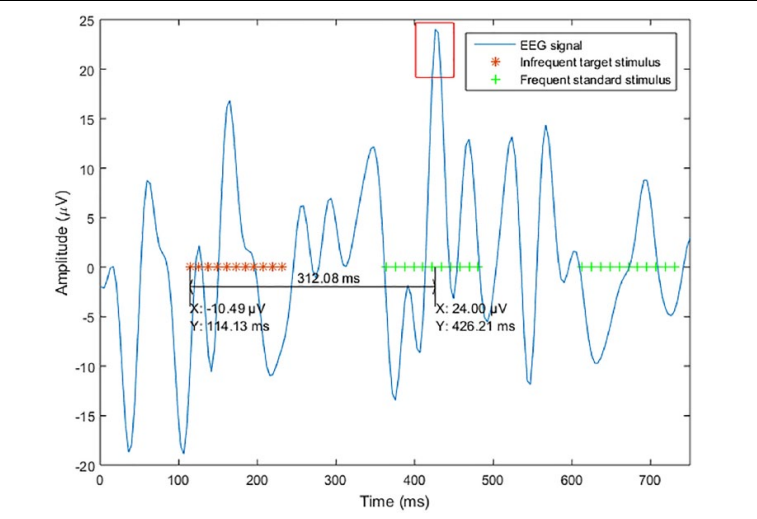 25
20
15
10
5
0
-5
-10
-15
-20
Amplitude (μV)
EEG signal
Infrequent target stimulus
Frequent standard stimulus
312.08 ms
X: -10.49 μV
Y: 114.13 ms
X: 24.00 μV
Y: 426.21 ms
0 100 200 300 400 500 600 700
Time (ms)